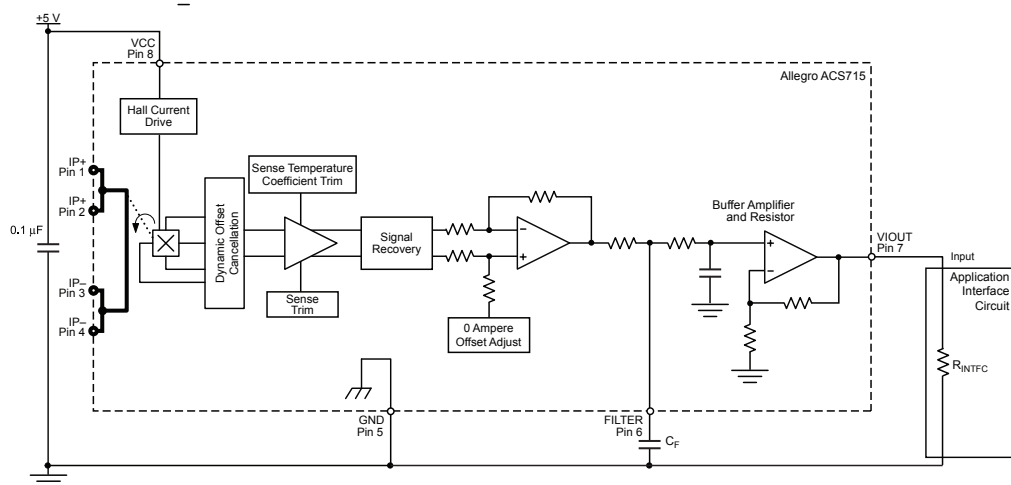 +5 V
VCC
Pin 8
Allegro ACS715
Hall Current
Drive
IP+
Pin 1
IP+
Pin 2
IP–
Pin 3
IP–
Pin 4
0.1 μF
Dynamic Offset
Cancellation
Sense Temperature
Coefficient Trim
Sense
Trim
Signal
Recovery
0 Ampere
Offset Adjust
Buffer Amplifier
and Resistor
VIOUT
Pin 7
Input
Application
Interface
Circuit
RINTFC
GND
Pin 5
FILTER
Pin 6
CF